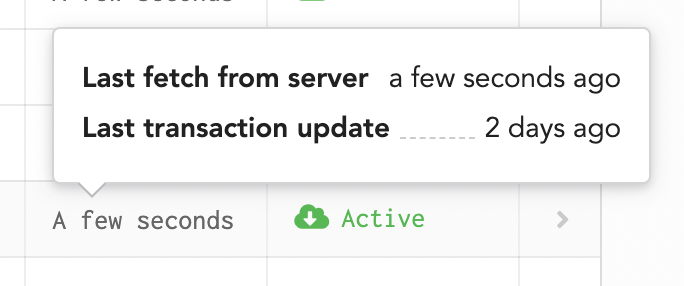 Last fetch from server a few seconds ago
Last transaction update 2 days ago
A few seconds
Active